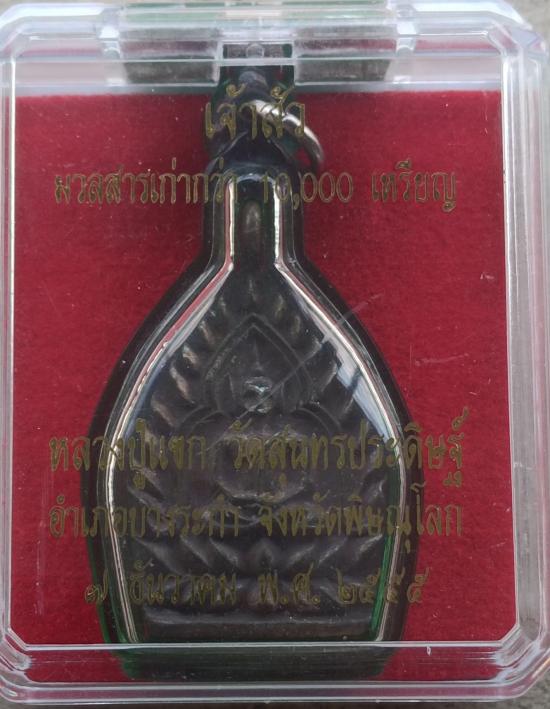 เจ้าสัว
มวลสารเก่ากว่า 10,000 เหรียญ
หลวงปู่แขก วัดสุนทรประดิษฐ์
อำเภอบางระกำ จังหวัดพิษณุโลก
๗ ธันวาคม พ.ศ. ๒๕๕๕